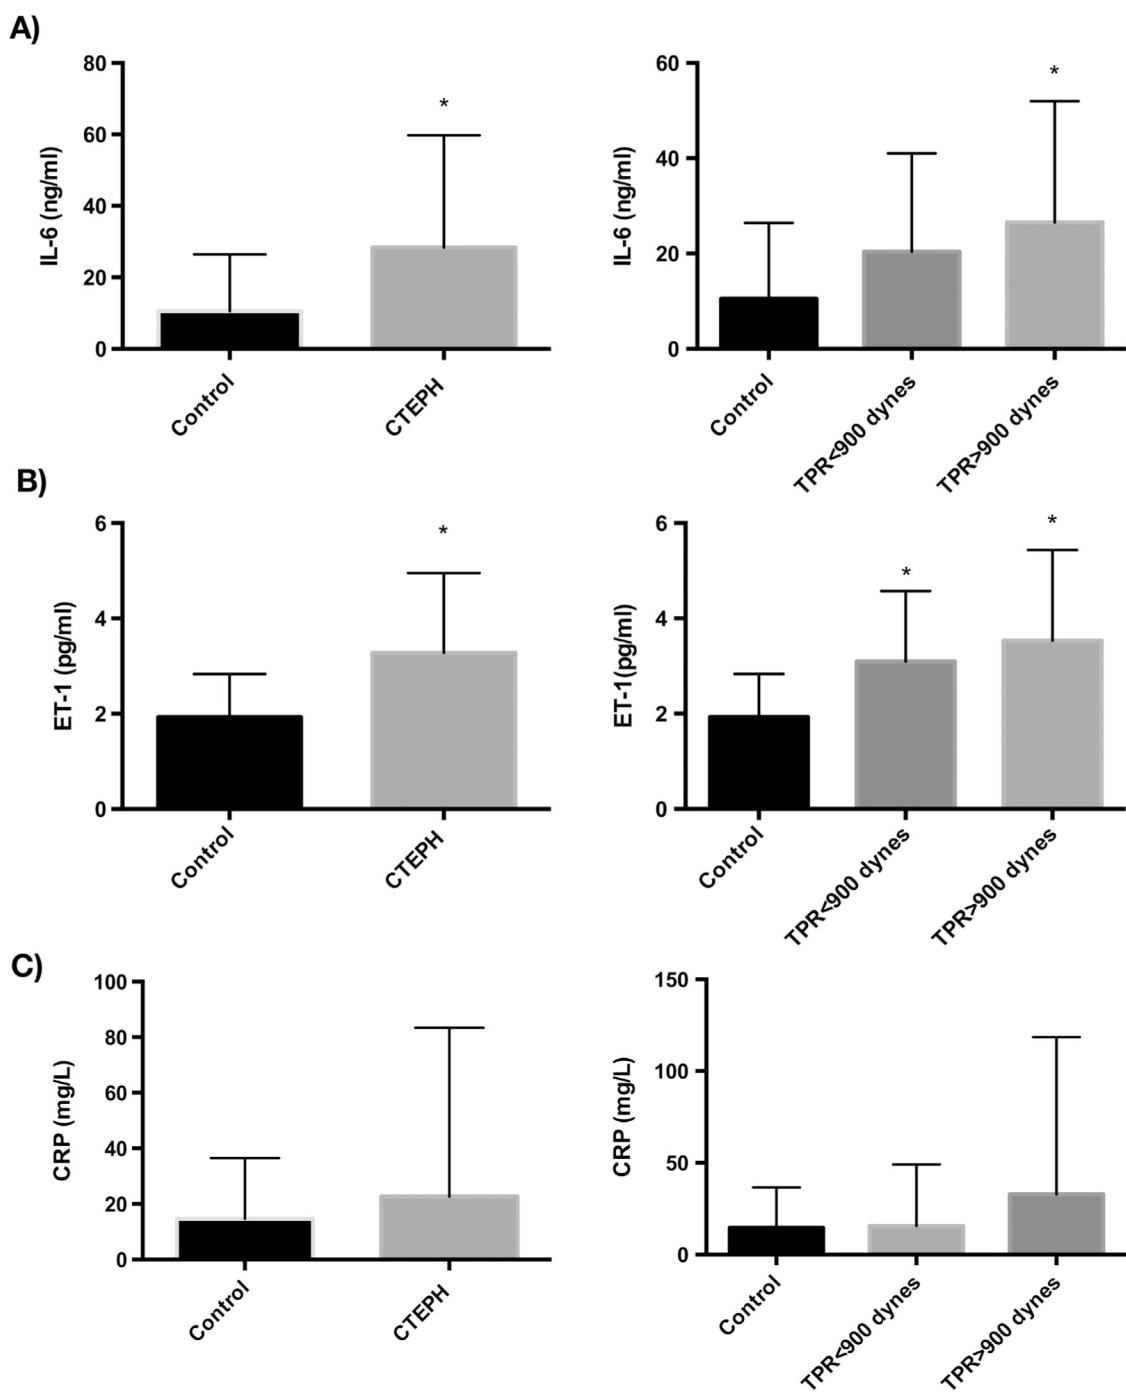 A)
IL-6 (ng/ml)
80
60
40
20
0
*
Control
CTEPH
IL-6 (ng/ml)
60
40
20
0
*
Control
TPR<900 dynes
TPR>900 dynes
B)
ET-1 (pg/ml)
6
4
2
0
*
Control
CTEPH
ET-1(pg/ml)
6
4
2
0
*
*
Control
TPR<900 dynes
TPR>900 dynes
C)
CRP (mg/L)
100
80
60
40
20
0
Control
CTEPH
CRP (mg/L)
150
100
50
0
Control
TPR<900 dynes
TPR>900 dynes